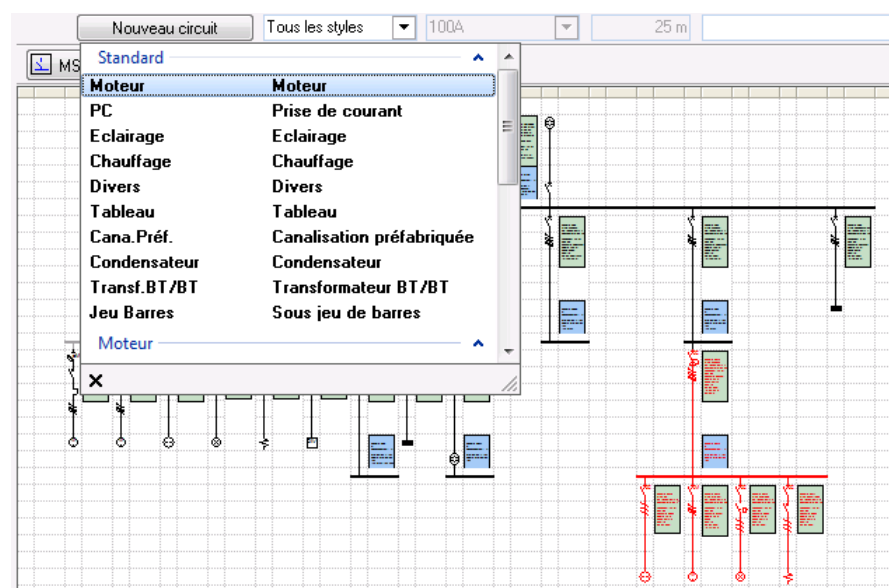 Nouveau circuit Tous les styles 100A 25 m
MS
Standard
Moteur Moteur
PC Prise de courant
Eclairage Eclairage
Chauffage Chauffage
Divers Divers
Tableau Tableau
Cana.Préf. Canalisation préfabriquée
Condensateur Condensateur
Transf.BT/BT Transformateur BT/BT
Jeu Barres Sous jeu de barres
Moteur